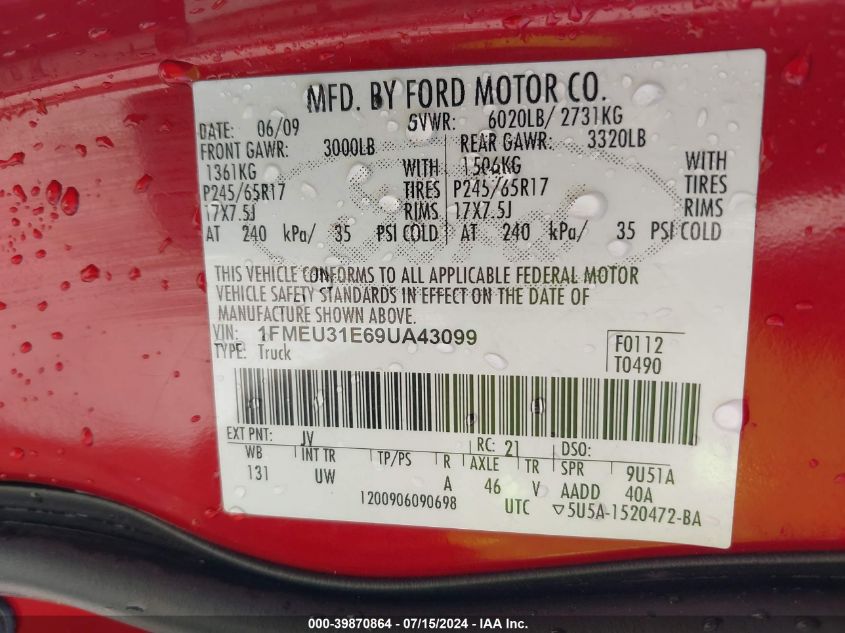 MFD. BY FORD MOTOR CO.
DATE: 06/09 GVWR: 6020LB/ 2731KG
FRONT GAWR: 3000LB REAR GAWR: 3320LB
1361KG WITH 1506KG WITH
P245/65R17 TIRES P245/65R17 TIRES
17X7.5J RIMS 17X7.5J RIMS
AT 240 kPa/ 35 PSI COLD AT 240 kPa/ 35 PSI COLD
THIS VEHICLE CONFORMS TO ALL APPLICABLE FEDERAL MOTOR
VEHICLE SAFETY STANDARDS IN EFFECT ON THE DATE OF
MANUFACTURE SHOWN ABOVE.
VIN: 1FMEU31E69UA43099
TYPE: Truck
F0112
T0490
EXT PNT: JV RC: 21 DSO:
WB INT TR TP/PS R AXLE TR SPR 9U51A
131 UW A 46 V AADD 40A
1200906090698 UTC ▽5U5A-1520472-BA
000-39870864 - 07/15/2024 - IAA Inc.